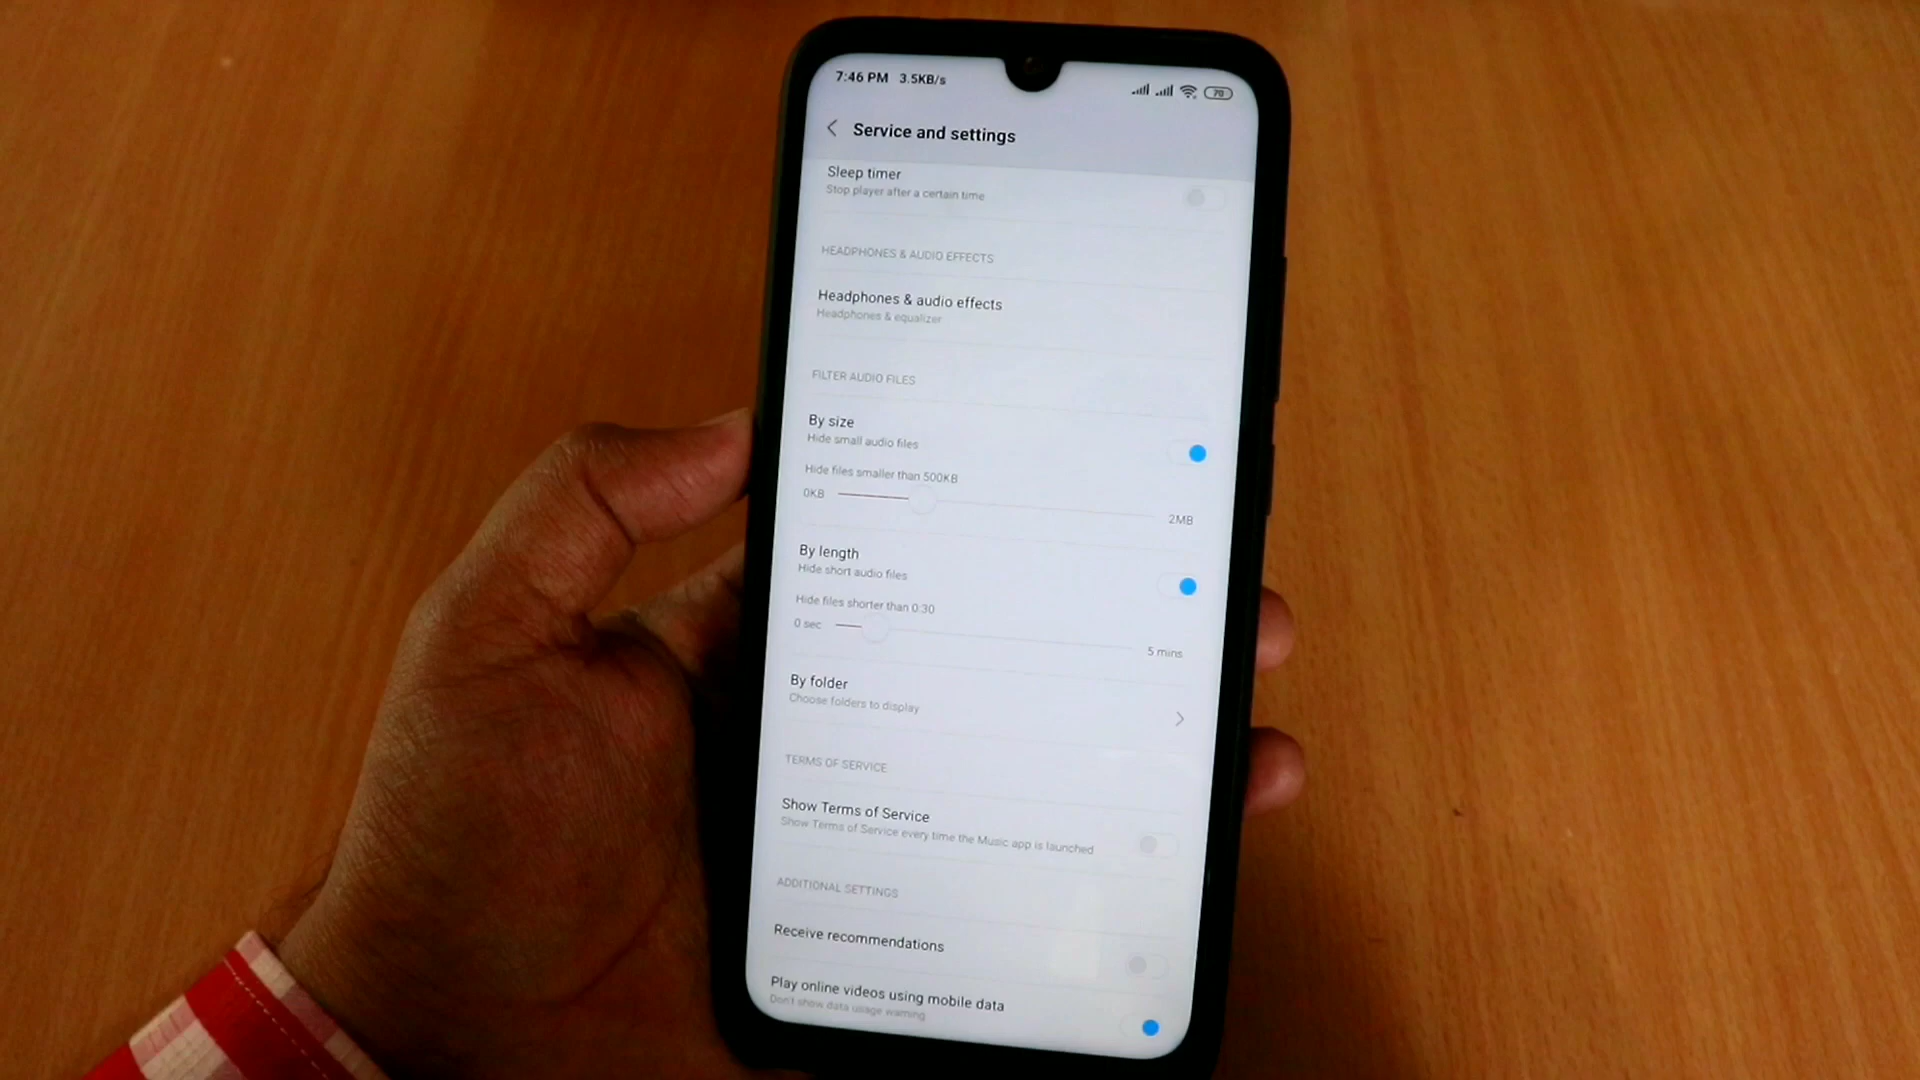 7:46 PM 3.5KB/s
70
Service and settings
Sleep timer
Stop player after a certain time
HEADPHONES & AUDIO EFFECTS
Headphones & audio effects
Headphones & equalizer
FILTER AUDIO FILES
By size
Hide small audio files
Hide files smaller than 500KB
0KB
2MB
By length
Hide short audio files
Hide files shorter than 0:30
0 sec
5 mins
By folder
Choose folders to display
TERMS OF SERVICE
Show Terms of Service
Show Terms of Service every time the Music app is launched
ADDITIONAL SETTINGS
Receive recommendations
Play online videos using mobile data
Don't show data usage warning